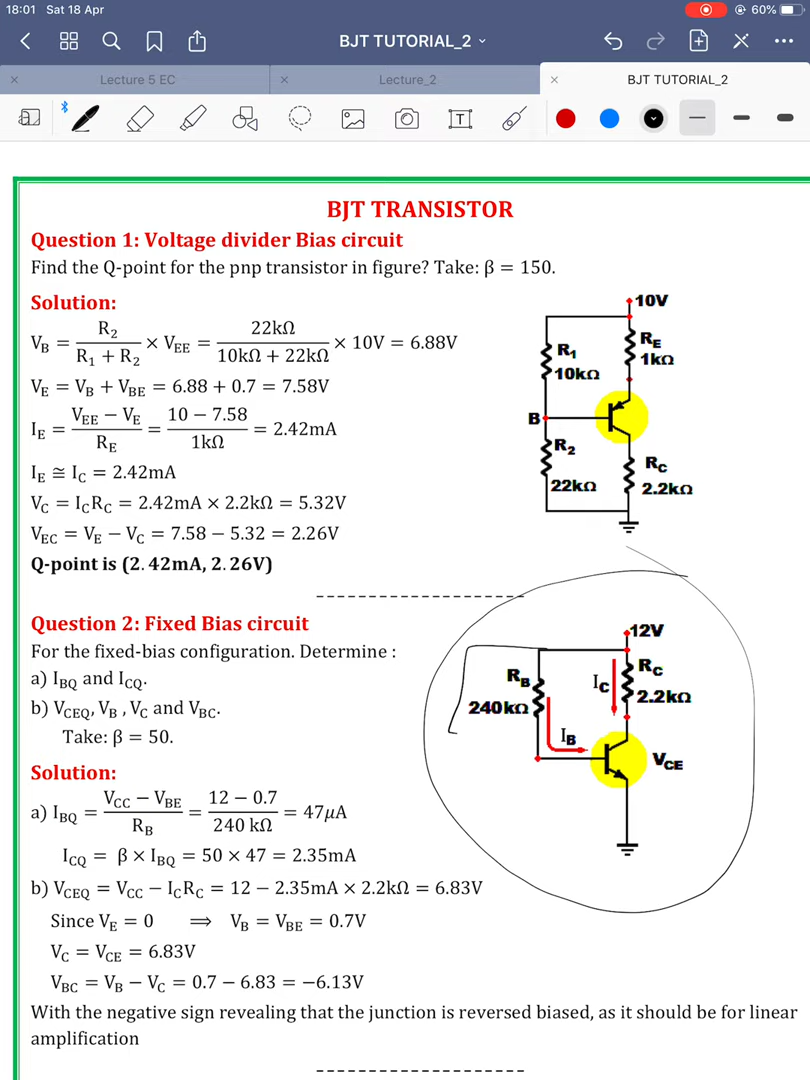 18:01 Sat 18 Apr 60%
BJT TUTORIAL_2
Lecture 5 EC Lecture_2 BJT TUTORIAL_2
T
BJT TRANSISTOR
Question 1: Voltage divider Bias circuit
Find the Q-point for the pnp transistor in figure? Take: β = 150.
Solution:
V_B = R₂ / (R₁ + R₂) × V_EE = 22kΩ / (10kΩ + 22kΩ) × 10V = 6.88V
V_E = V_B + V_BE = 6.88 + 0.7 = 7.58V
I_E = (V_EE − V_E) / R_E = (10 − 7.58) / 1kΩ = 2.42mA
I_E ≅ I_C = 2.42mA
V_C = I_C R_C = 2.42mA × 2.2kΩ = 5.32V
V_EC = V_E − V_C = 7.58 − 5.32 = 2.26V
Q-point is (2.42mA, 2.26V)
10V
R₁
10kΩ
R_E
1kΩ
B
R₂
22kΩ
R_C
2.2kΩ
Question 2: Fixed Bias circuit
For the fixed-bias configuration. Determine :
a) I_BQ and I_CQ.
b) V_CEQ, V_B , V_C and V_BC.
Take: β = 50.
12V
R_B
240kΩ
I_C
R_C
2.2kΩ
I_B
V_CE
Solution:
a) I_BQ = (V_CC − V_BE) / R_B = (12 − 0.7) / 240 kΩ = 47μA
I_CQ = β × I_BQ = 50 × 47 = 2.35mA
b) V_CEQ = V_CC − I_C R_C = 12 − 2.35mA × 2.2kΩ = 6.83V
Since V_E = 0 ⟹ V_B = V_BE = 0.7V
V_C = V_CE = 6.83V
V_BC = V_B − V_C = 0.7 − 6.83 = −6.13V
With the negative sign revealing that the junction is reversed biased, as it should be for linear
amplification